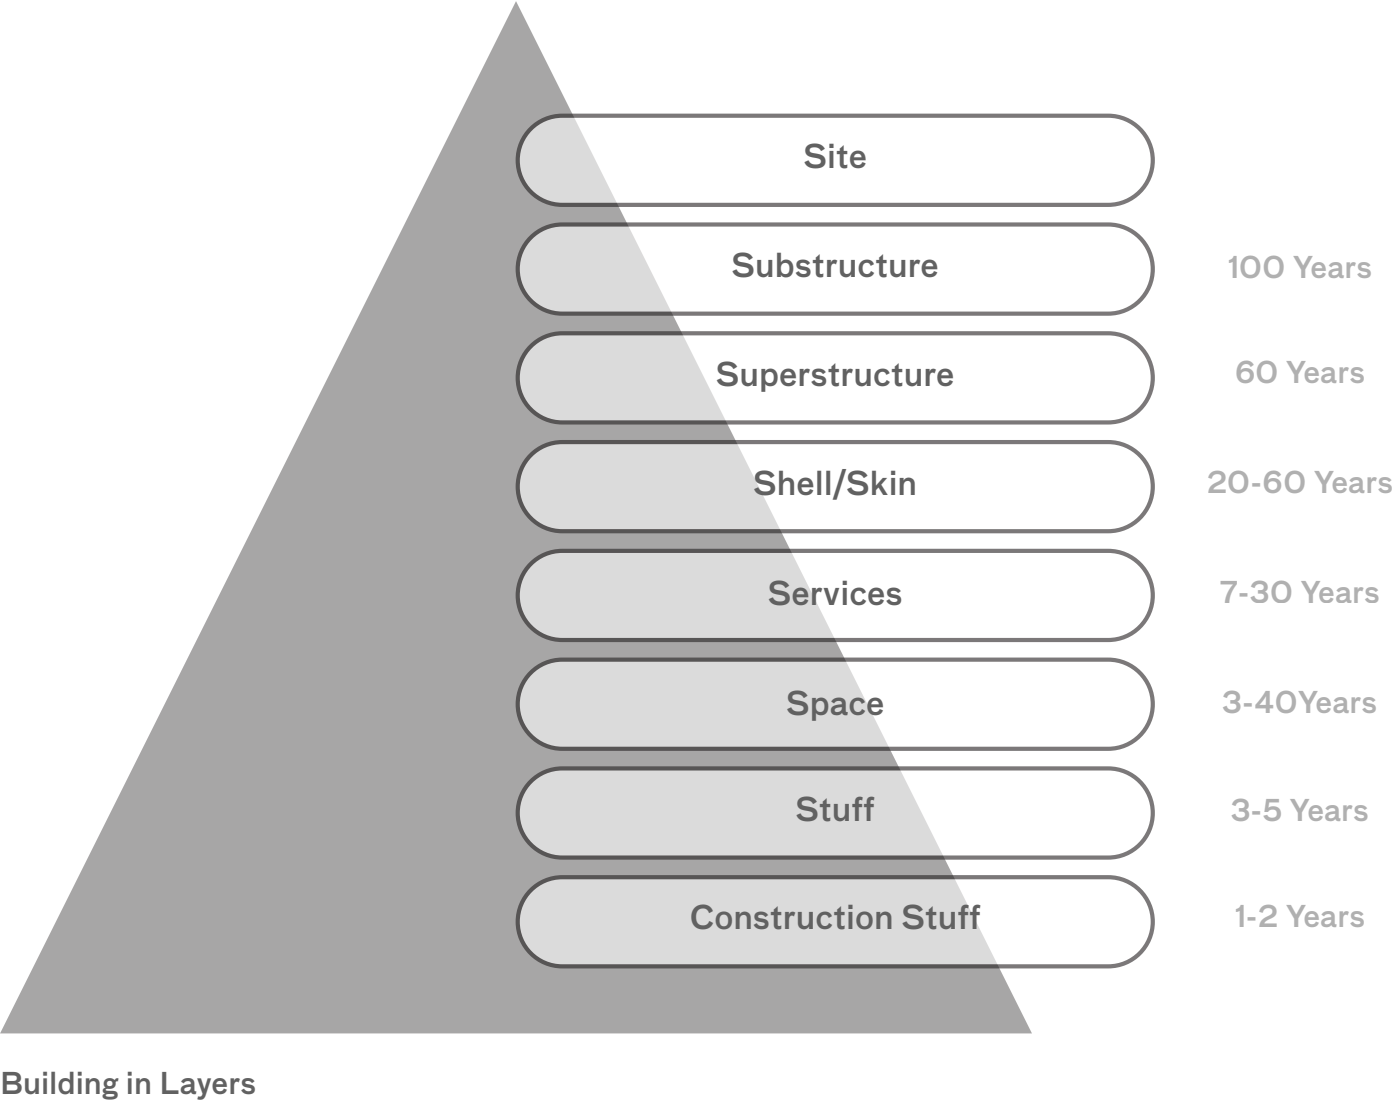 Site
Substructure
100 Years
Superstructure
60 Years
Shell/Skin
20-60 Years
Services
7-30 Years
Space
3-40Years
Stuff
3-5 Years
Construction Stuff
1-2 Years
Building in Layers